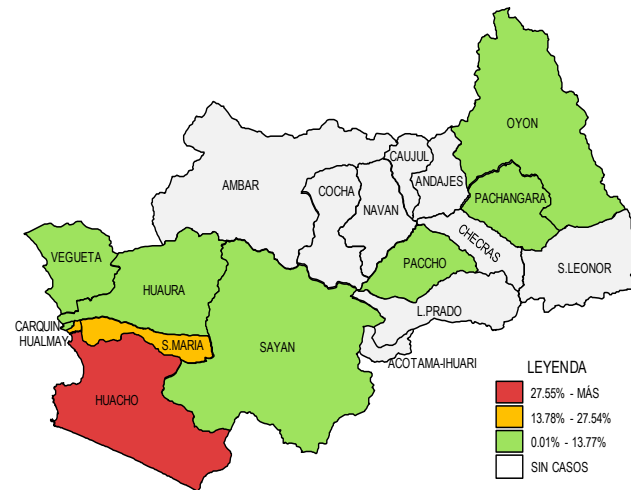 OYON
CAUJUL
AMBAR
COCHA
ANDAJES
NAVAN
PACHANGARA
CHECRAS
VEGUETA
PACCHO
S.LEONOR
HUAURA
L.PRADO
CARQUIN
HUALMAY
S.MARIA
SAYAN
ACOTAMA-IHUARI
HUACHO
LEYENDA
27.55% - MÁS
13.78% - 27.54%
0.01% - 13.77%
SIN CASOS